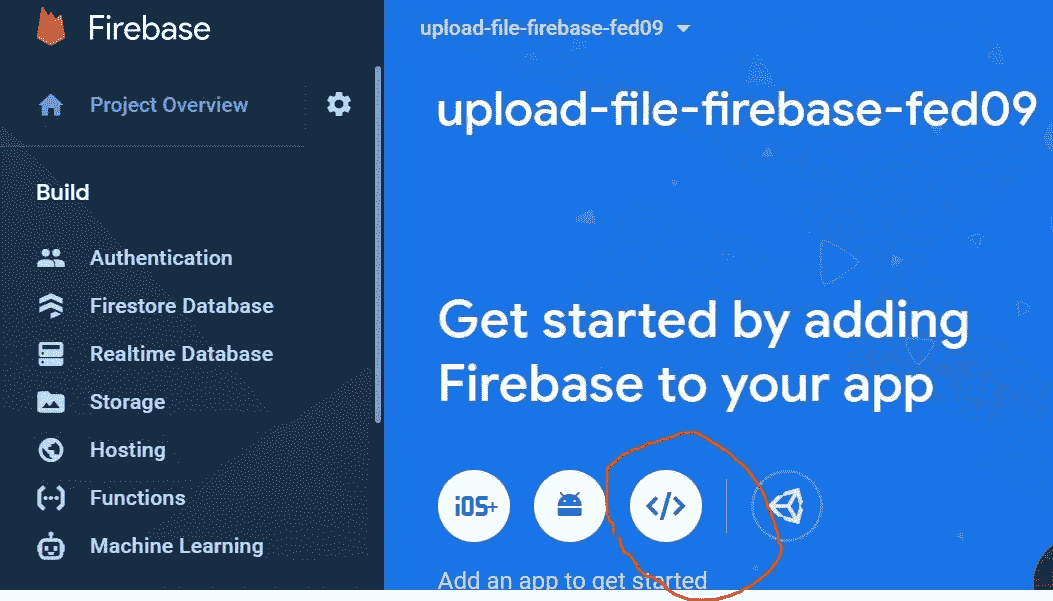 Firebase
Project Overview
Build
Authentication
Firestore Database
Realtime Database
Storage
Hosting
Functions
Machine Learning
upload-file-firebase-fed09
upload-file-firebase-fed09
Get started by adding
Firebase to your app
iOS+
</>
Add an app to get started